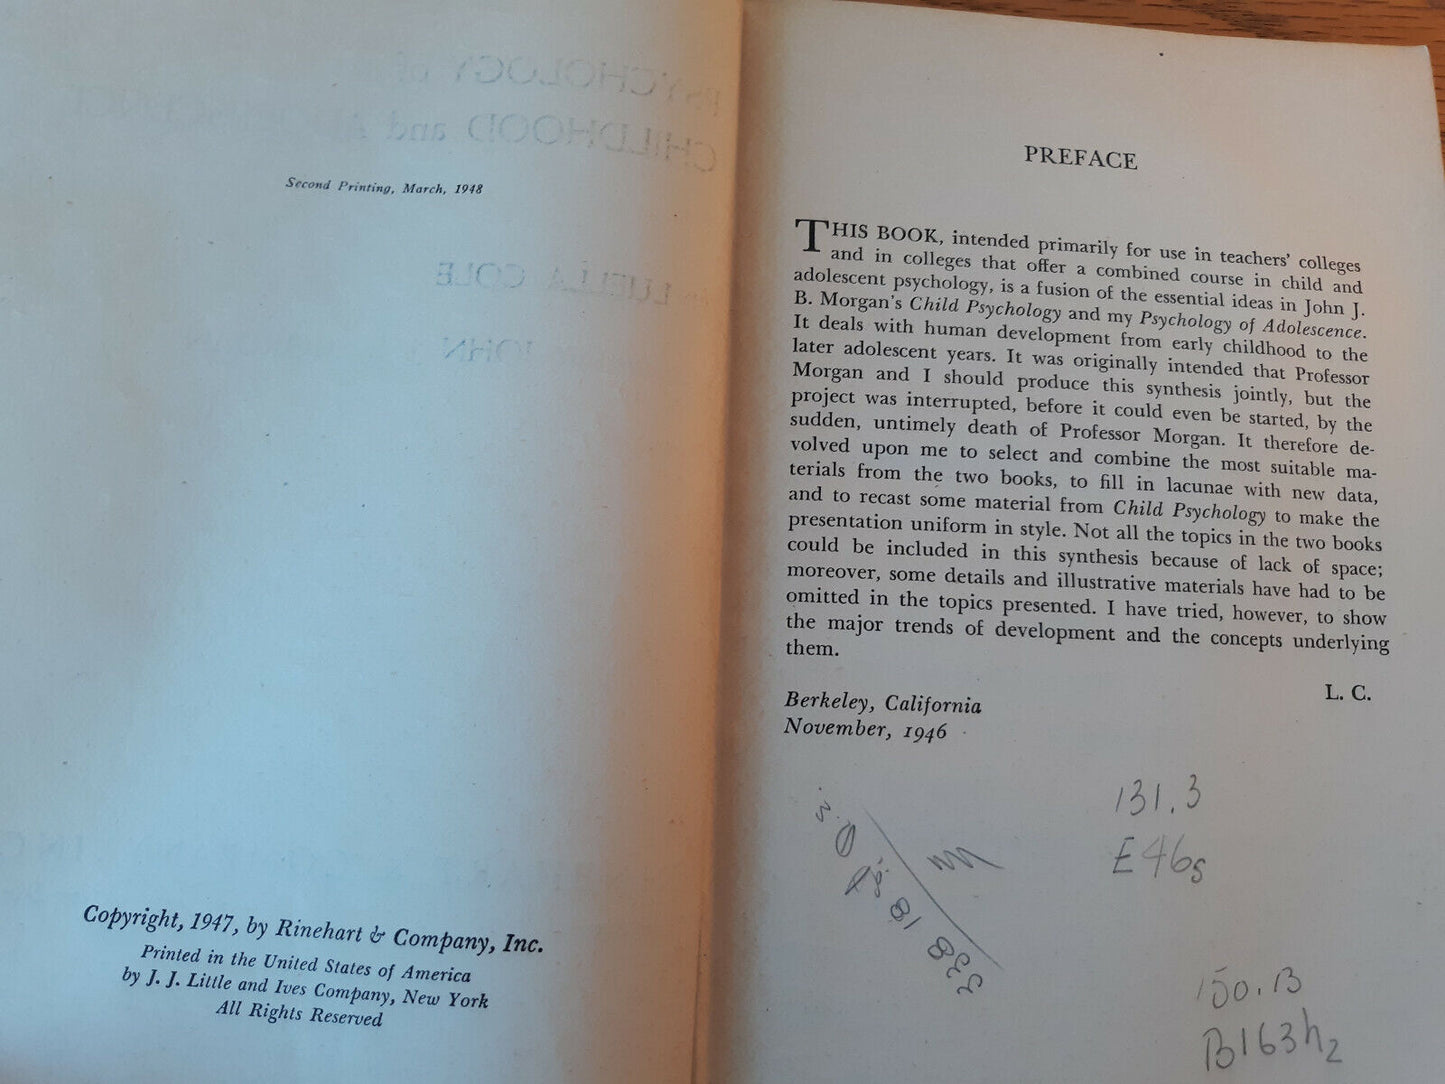 Second Printing, March, 1948
Copyright, 1947, by Rinehart & Company, Inc.
Printed in the United States of America
by J. J. Little and Ives Company, New York
All Rights Reserved
PREFACE
THIS BOOK, intended primarily for use in teachers' colleges
and in colleges that offer a combined course in child and
adolescent psychology, is a fusion of the essential ideas in John J.
B. Morgan's Child Psychology and my Psychology of Adolescence.
It deals with human development from early childhood to the
later adolescent years. It was originally intended that Professor
Morgan and I should produce this synthesis jointly, but the
project was interrupted, before it could even be started, by the
sudden, untimely death of Professor Morgan. It therefore de-
volved upon me to select and combine the most suitable ma-
terials from the two books, to fill in lacunae with new data,
and to recast some material from Child Psychology to make the
presentation uniform in style. Not all the topics in the two books
could be included in this synthesis because of lack of space;
moreover, some details and illustrative materials have had to be
omitted in the topics presented. I have tried, however, to show
the major trends of development and the concepts underlying
them.
L. C.
Berkeley, California
November, 1946
131.3
E46s
150.B
B163h2